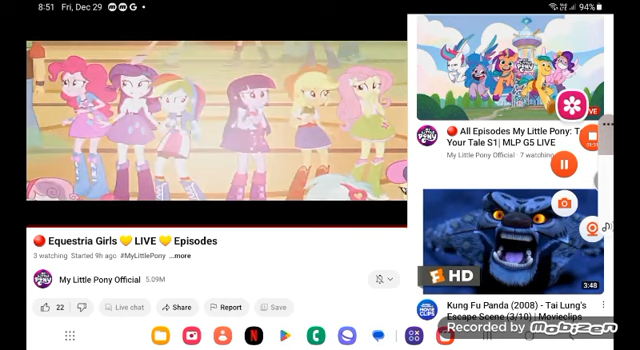 8:51 Fri, Dec 29
94%
🔴 Equestria Girls 💛 LIVE 💛 Episodes
3 watching Started 9h ago #MyLittlePony ...more
My Little Pony Official 5.09M
22
Live chat
Share
Report
Save
LIVE
🔴 All Episodes My Little Pony: T
Your Tale S1| MLP G5 LIVE
My Little Pony Official · 7 watching
HD
3:48
Kung Fu Panda (2008) - Tai Lung's
Escape Scene (3/10) | Movieclips
Recorded by mobizen